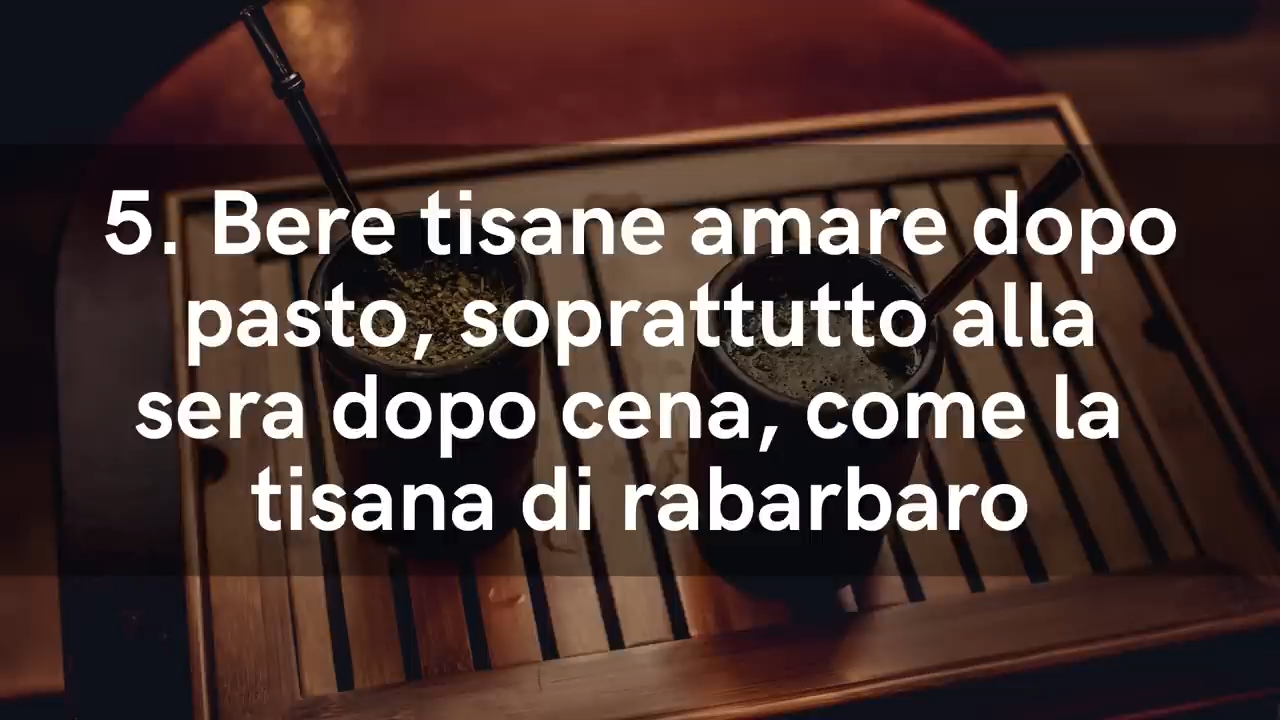 5. Bere tisane amare dopo
pasto, soprattutto alla
sera dopo cena, come la
tisana di rabarbaro